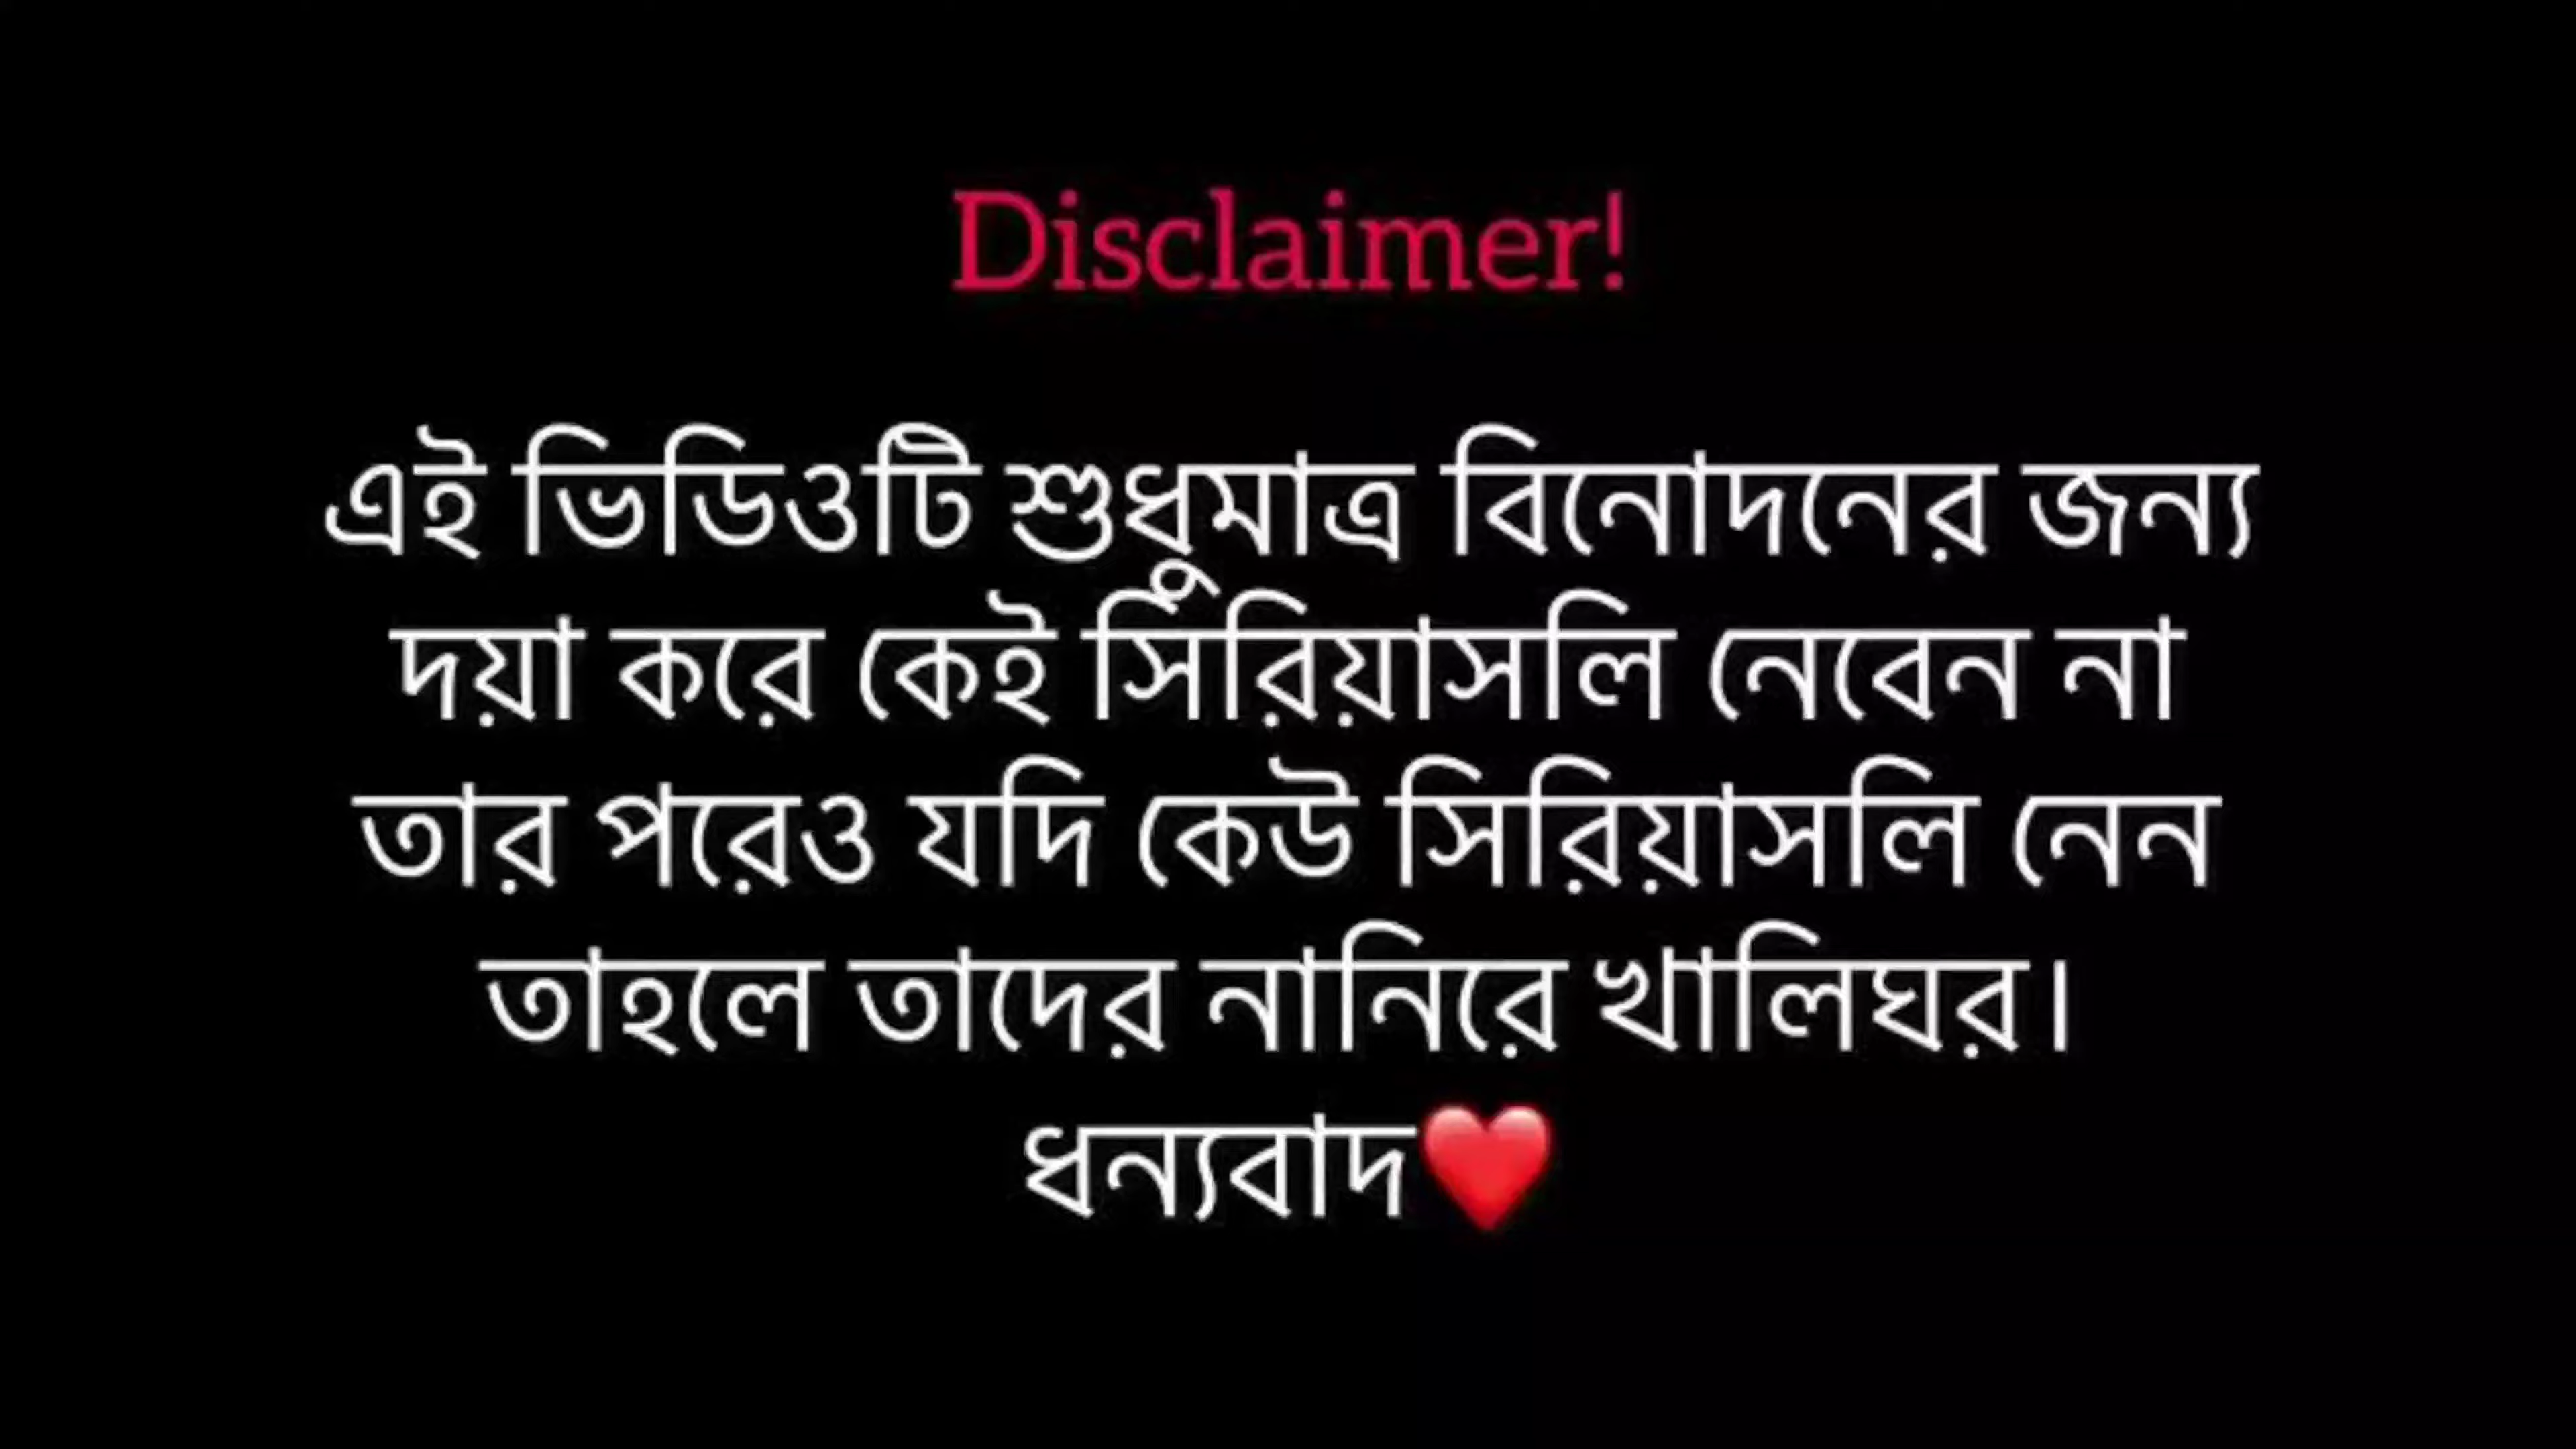 Disclaimer!
এই ভিডিওটি শুধুমাত্র বিনোদনের জন্য
দয়া করে কেই সিরিয়াসলি নেবেন না
তার পরেও যদি কেউ সিরিয়াসলি নেন
তাহলে তাদের নানিরে খালিঘর।
ধন্যবাদ❤️